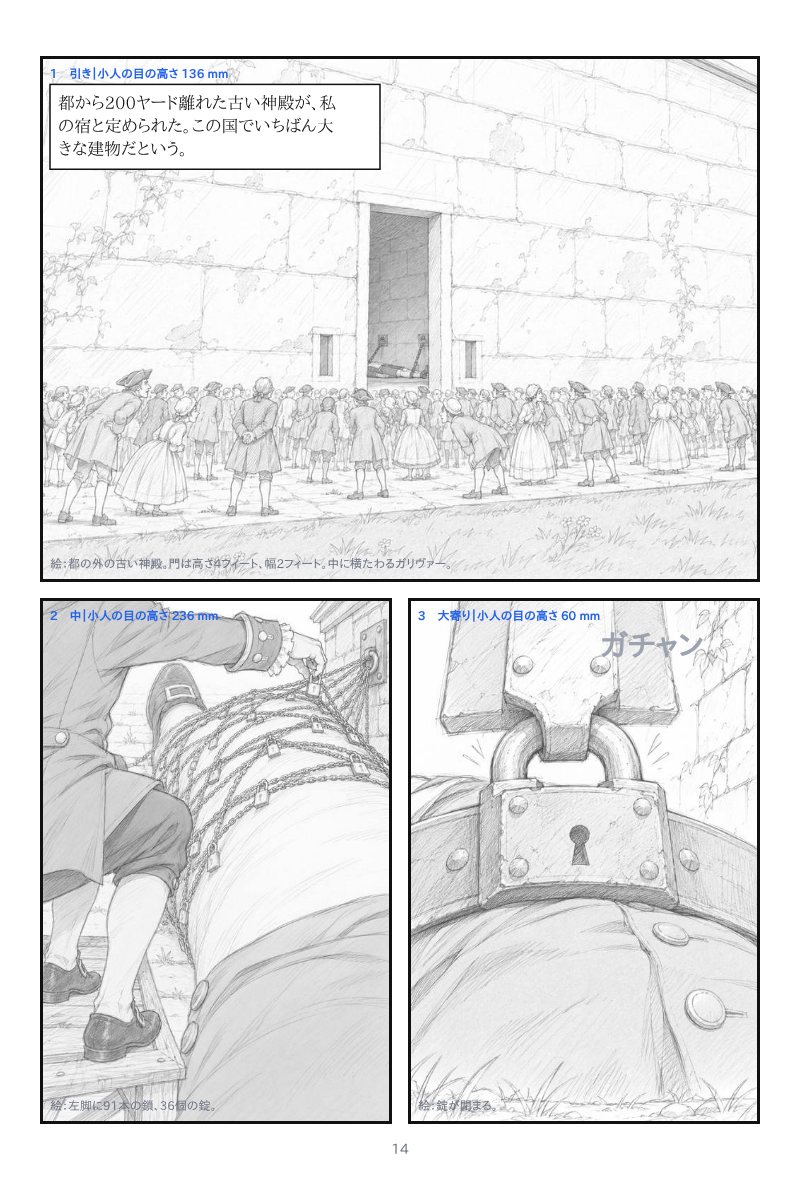 1 引き|小人の目の高さ 136 mm
都から200ヤード離れた古い神殿が、私
の宿と定められた。この国でいちばん大
きな建物だという。
絵:都の外の古い神殿。門は高さ4フィート、幅2フィート。中に横たわるガリヴァー。
2 中|小人の目の高さ 236 mm
絵:左脚に91本の鎖、36個の錠。
3 大寄り|小人の目の高さ 60 mm
ガチャン
絵:錠が閉まる。
14